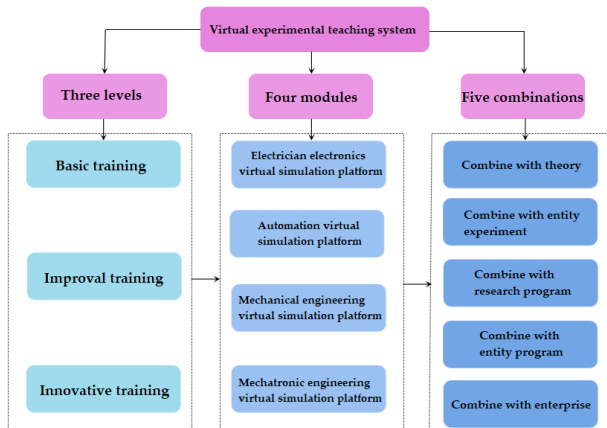 Virtual experimental teaching system
Three levels
Four modules
Five combinations
Basic training
Improval training
Innovative training
Electrician electronics
virtual simulation platform
Automation virtual
simulation platform
Mechanical engineering
virtual simulation platform
Mechatronic engineering
virtual simulation platform
Combine with theory
Combine with entity
experiment
Combine with
research program
Combine with
entity program
Combine with enterprise